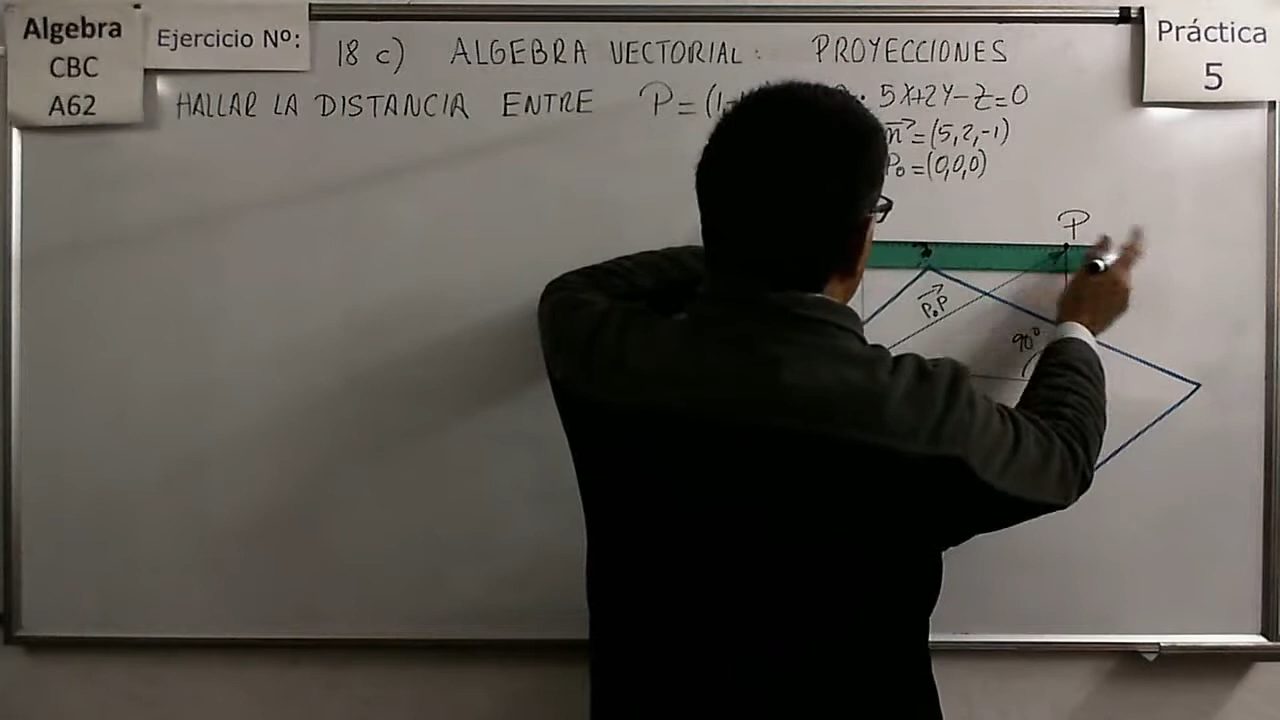 Algebra
CBC
A62
Ejercicio Nº:
Práctica
5
18 c) ALGEBRA VECTORIAL: PROYECCIONES
HALLAR LA DISTANCIA ENTRE P=(1- : 5X+2Y-Z=0
n⃗=(5,2,-1)
P₀=(0,0,0)
P
P₀P⃗
90°